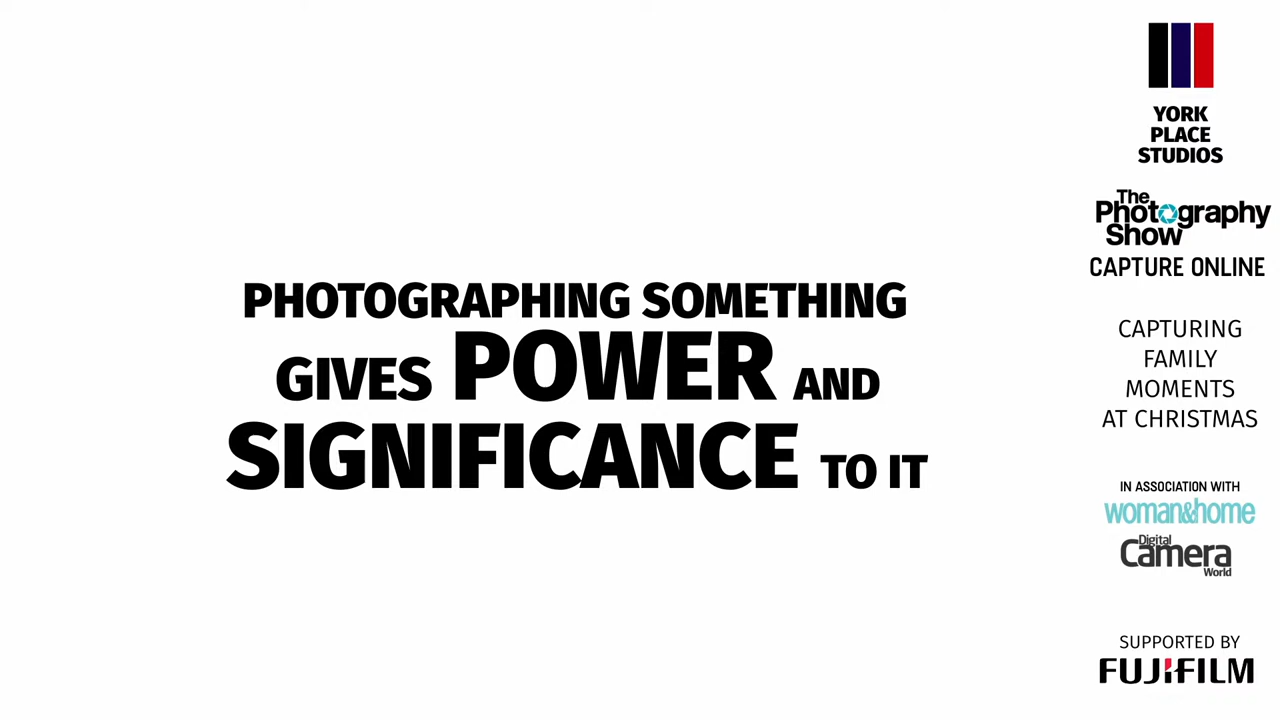 PHOTOGRAPHING SOMETHING
GIVES POWER AND
SIGNIFICANCE TO IT
YORK
PLACE
STUDIOS
The
Photography
Show
CAPTURE ONLINE
CAPTURING
FAMILY
MOMENTS
AT CHRISTMAS
IN ASSOCIATION WITH
woman&home
Digital
Camera
World
SUPPORTED BY
FUJIFILM